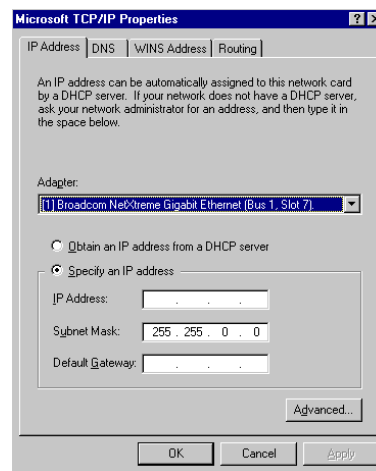 Microsoft TCP/IP Properties
IP Address DNS WINS Address Routing
An IP address can be automatically assigned to this network card
by a DHCP server. If your network does not have a DHCP server,
ask your network administrator for an address, and then type it in
the space below.
Adapter:
[1] Broadcom NetXtreme Gigabit Ethernet (Bus 1, Slot 7).
Obtain an IP address from a DHCP server
Specify an IP address
IP Address: . . .
Subnet Mask: 255 . 255 . 0 . 0
Default Gateway: . . .
Advanced...
OK Cancel Apply